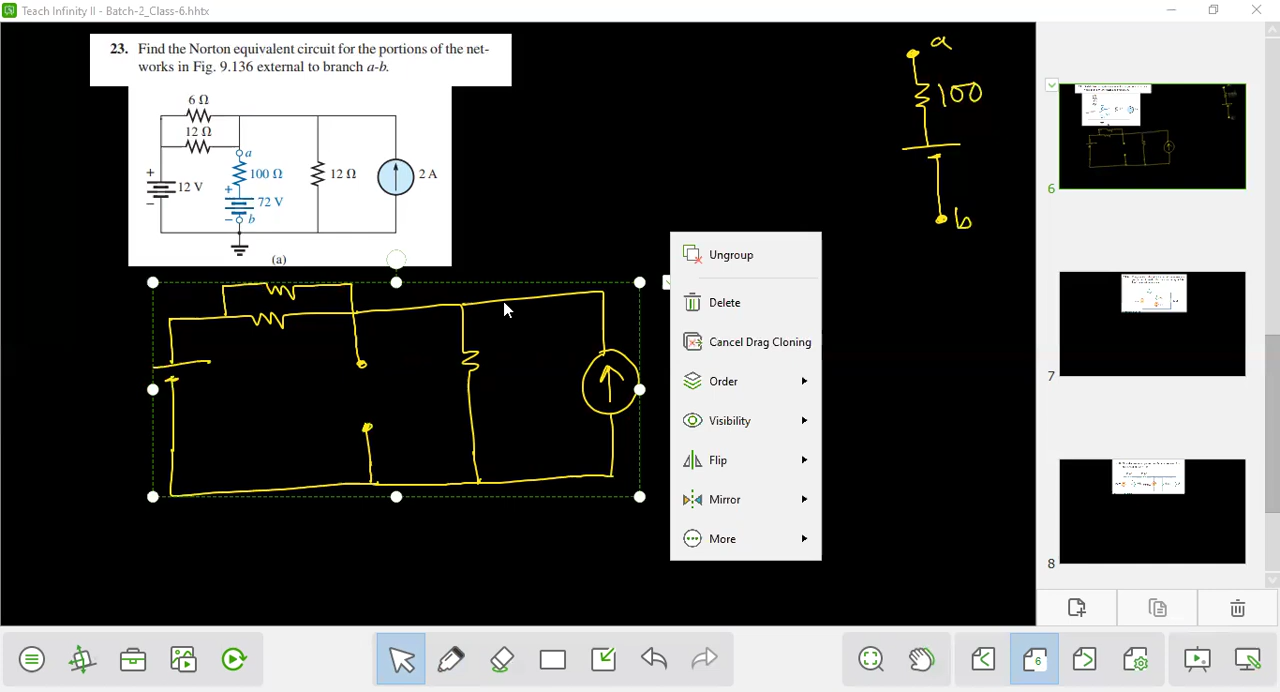 Teach Infinity II - Batch-2_Class-6.hhtx
23. Find the Norton equivalent circuit for the portions of the net-
works in Fig. 9.136 external to branch a-b.
6 Ω
12 Ω
a
100 Ω
12 Ω
2 A
+
12 V
-
+
72 V
- b
(a)
a
100
b
Ungroup
Delete
Cancel Drag Cloning
Order
Visibility
Flip
Mirror
More
6
7
8
6